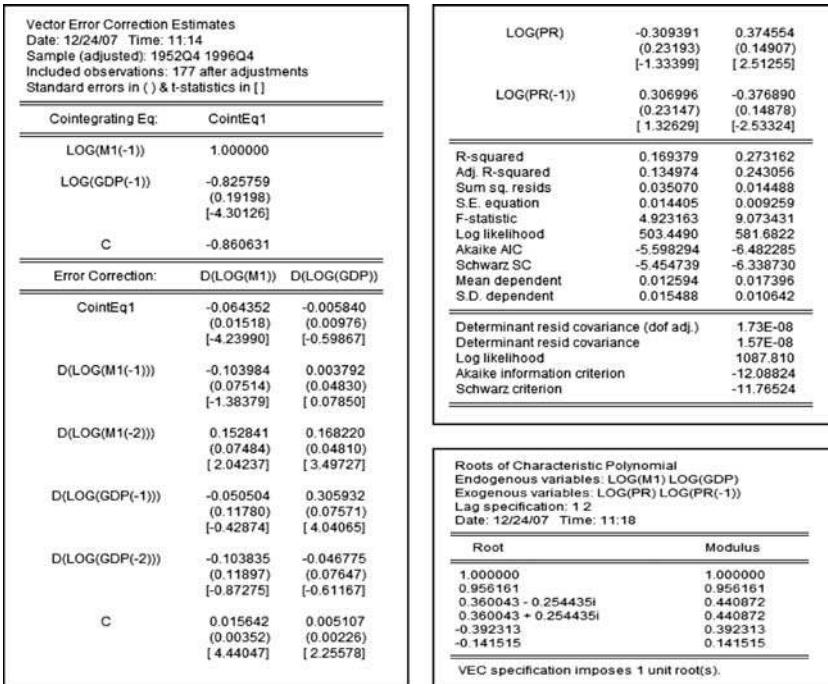 Vector Error Correction Estimates
Date: 12/24/07 Time: 11:14
Sample (adjusted): 1952Q4 1996Q4
Included observations: 177 after adjustments
Standard errors in ( ) & t-statistics in [ ]
Cointegrating Eq: CointEq1
LOG(M1(-1)) 1.000000
LOG(GDP(-1)) -0.825759
(0.19198)
[-4.30126]
C -0.860631
Error Correction: D(LOG(M1)) D(LOG(GDP))
CointEq1 -0.064352 -0.005840
(0.01518) (0.00976)
[-4.23990] [-0.59867]
D(LOG(M1(-1))) -0.103984 0.003792
(0.07514) (0.04830)
[-1.38379] [ 0.07850]
D(LOG(M1(-2))) 0.152841 0.168220
(0.07484) (0.04810)
[ 2.04237] [ 3.49727]
D(LOG(GDP(-1))) -0.050504 0.305932
(0.11780) (0.07571)
[-0.42874] [ 4.04065]
D(LOG(GDP(-2))) -0.103835 -0.046775
(0.11897) (0.07647)
[-0.87275] [-0.61167]
C 0.015642 0.005107
(0.00352) (0.00226)
[ 4.44047] [ 2.25578]
LOG(PR) -0.309391 0.374554
(0.23193) (0.14907)
[-1.33399] [ 2.51255]
LOG(PR(-1)) 0.306996 -0.376890
(0.23147) (0.14878)
[ 1.32629] [-2.53324]
R-squared 0.169379 0.273162
Adj. R-squared 0.134974 0.243056
Sum sq. resids 0.035070 0.014488
S.E. equation 0.014405 0.009259
F-statistic 4.923163 9.073431
Log likelihood 503.4490 581.6822
Akaike AIC -5.598294 -6.482285
Schwarz SC -5.454739 -6.338730
Mean dependent 0.012594 0.017396
S.D. dependent 0.015488 0.010642
Determinant resid covariance (dof adj.) 1.73E-08
Determinant resid covariance 1.57E-08
Log likelihood 1087.810
Akaike information criterion -12.08824
Schwarz criterion -11.76524
Roots of Characteristic Polynomial
Endogenous variables: LOG(M1) LOG(GDP)
Exogenous variables: LOG(PR) LOG(PR(-1))
Lag specification: 1 2
Date: 12/24/07 Time: 11:18
Root Modulus
1.000000 1.000000
0.956161 0.956161
0.360043 - 0.254435i 0.440872
0.360043 + 0.254435i 0.440872
-0.392313 0.392313
-0.141515 0.141515
VEC specification imposes 1 unit root(s).